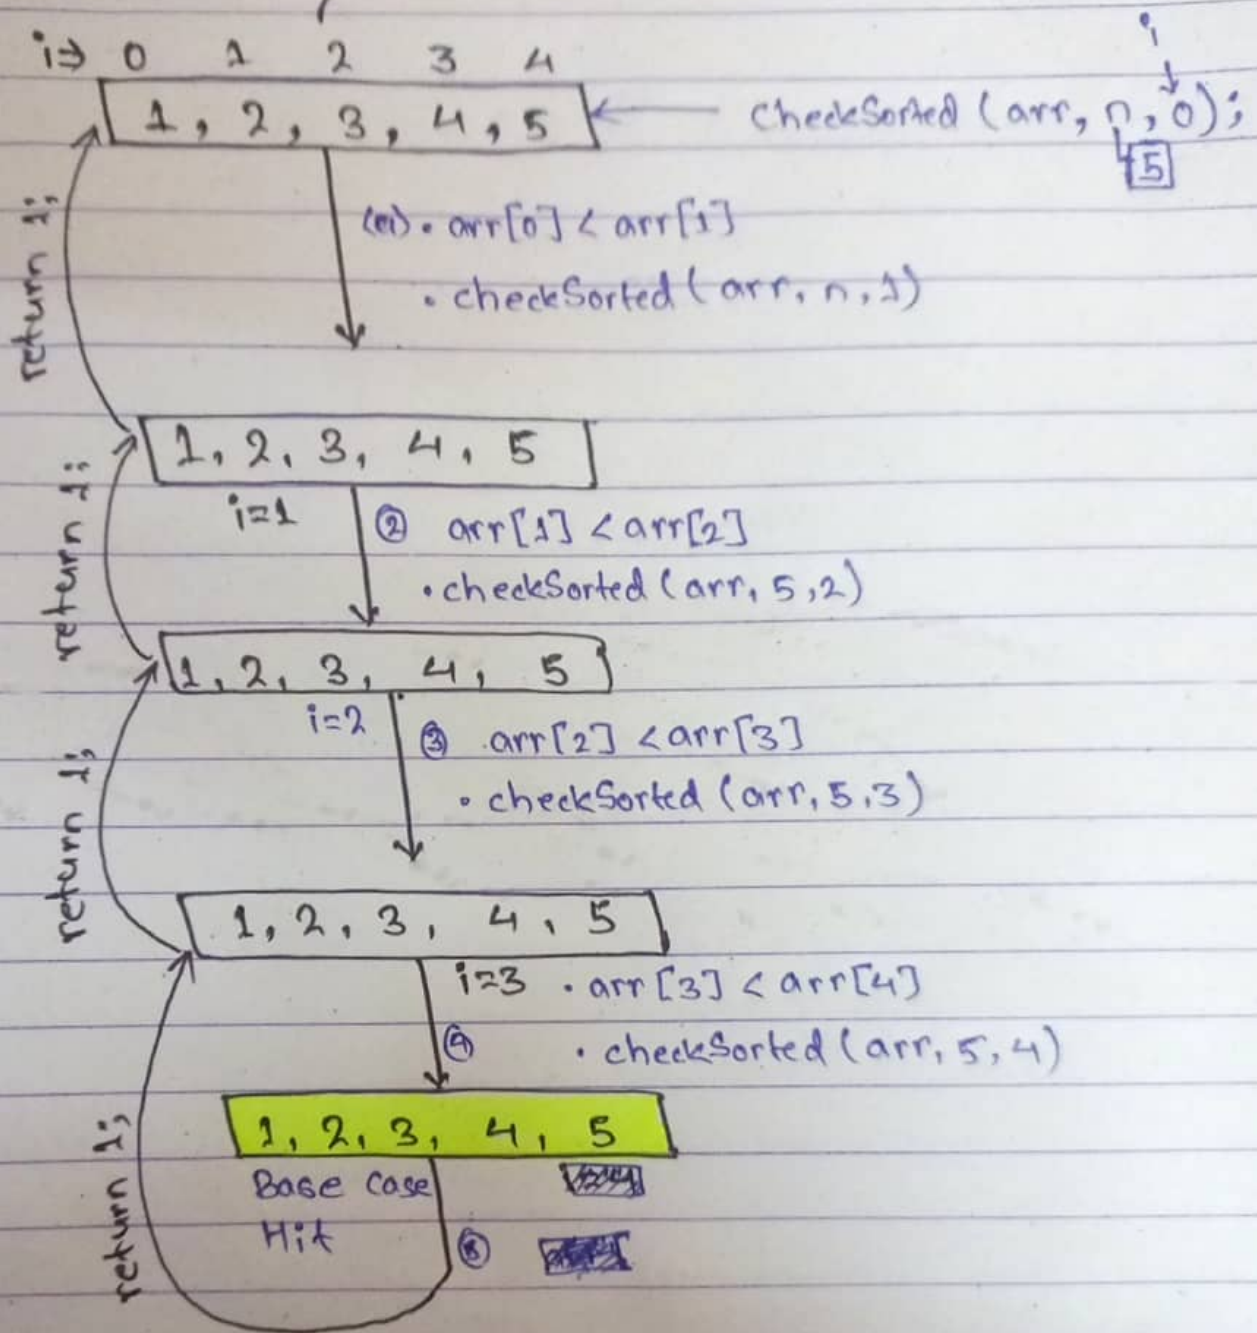 i⇒ 0 1 2 3 4
i
1, 2, 3, 4, 5
checkSorted (arr, n, 0);
5
• arr[0] < arr[1]
• checkSorted (arr, n, 1)
return 1;
1, 2, 3, 4, 5
i=1
② arr[1] < arr[2]
• checkSorted (arr, 5, 2)
return 1;
1, 2, 3, 4, 5
i=2
③ arr[2] < arr[3]
• checkSorted (arr, 5, 3)
return 1;
1, 2, 3, 4, 5
i=3 • arr[3] < arr[4]
④ • checkSorted (arr, 5, 4)
return 1;
1, 2, 3, 4, 5
Base case
Hit